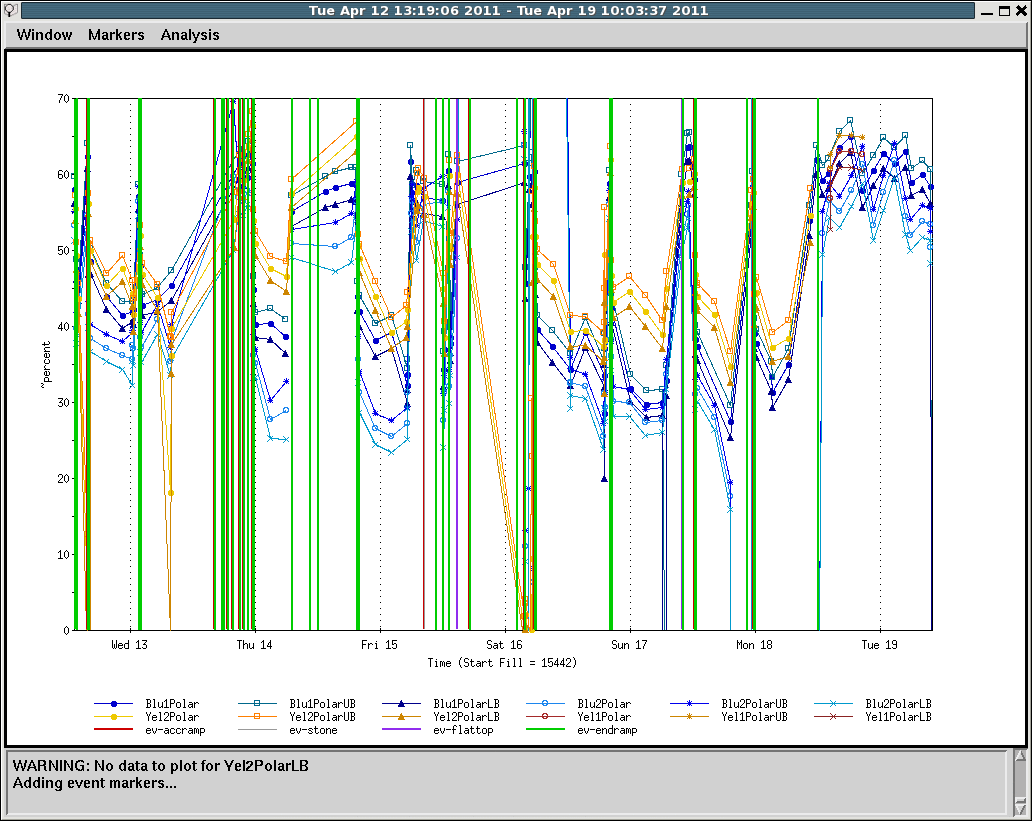 Tue Apr 12 13:19:06 2011 - Tue Apr 19 10:03:37 2011
Window Markers Analysis
70
60
50
40
~percent
30
20
10
0
Wed 13 Thu 14 Fri 15 Sat 16 Sun 17 Mon 18 Tue 19
Time (Start Fill = 15442)
Blu1Polar Blu1PolarUB Blu1PolarLB Blu2Polar Blu2PolarUB Blu2PolarLB
Yel2Polar Yel2PolarUB Yel2PolarLB Yel1Polar Yel1PolarUB Yel1PolarLB
ev-accramp ev-stone ev-flattop ev-endramp
WARNING: No data to plot for Yel2PolarLB
Adding event markers...